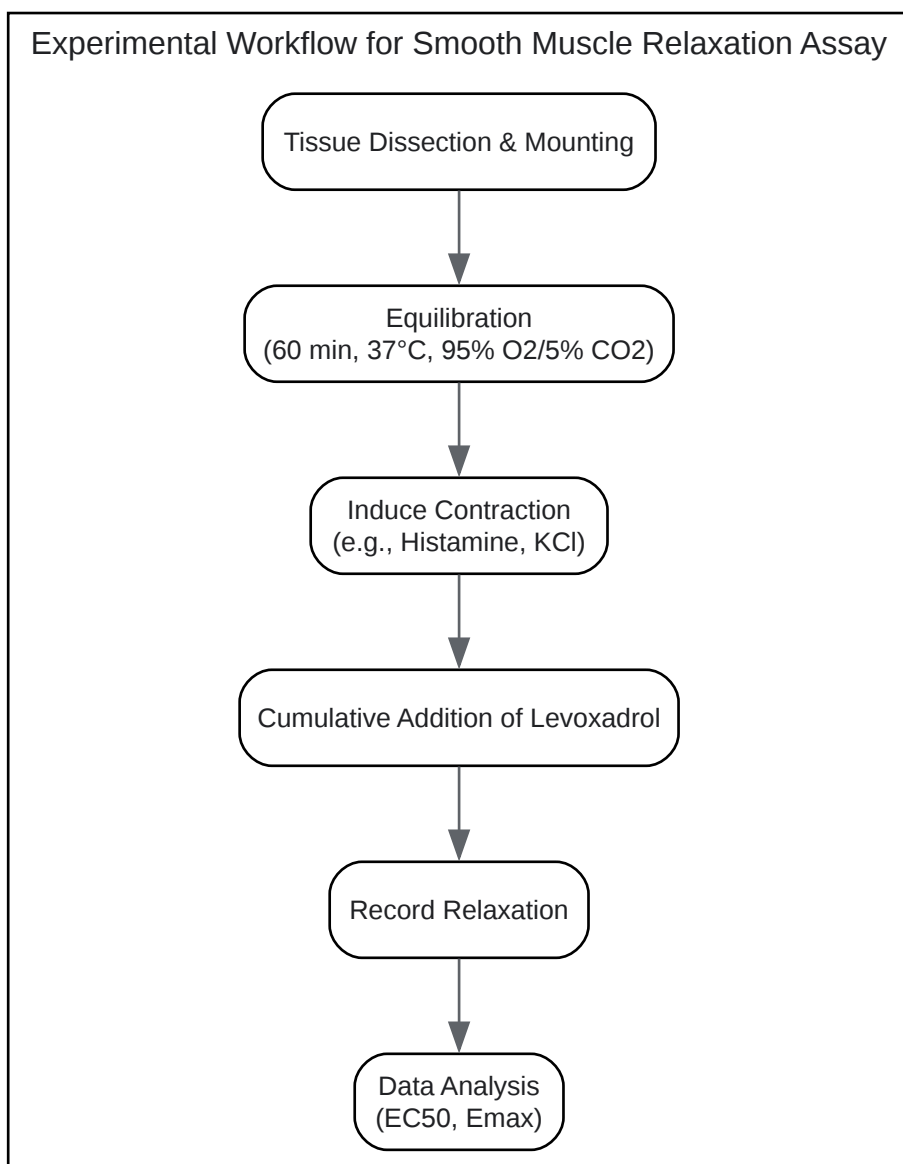 Experimental Workflow for Smooth Muscle Relaxation Assay
Tissue Dissection & Mounting
Equilibration
(60 min, 37°C, 95% O2/5% CO2)
Induce Contraction
(e.g., Histamine, KCl)
Cumulative Addition of Levoxadrol
Record Relaxation
Data Analysis
(EC50, Emax)